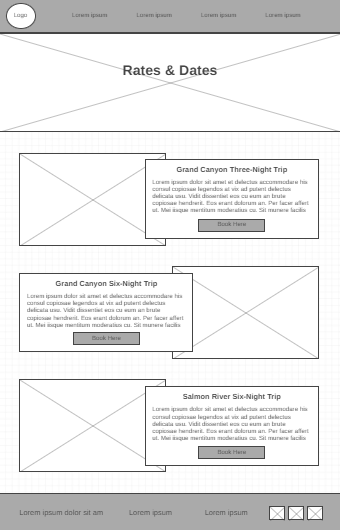 Logo
Lorem ipsum Lorem ipsum Lorem ipsum Lorem ipsum
Rates & Dates
Grand Canyon Three-Night Trip
Lorem ipsum dolor sit amet ei delectus accommodare his
consul copiosae legendos at vix ad putent delectus
delicata usu. Vidit dissentiet eos cu eum an brute
copiosae hendrerit. Eos erant dolorum an. Per facer affert
ut. Mei iisque mentitum moderatius cu. Sit munere facilis
Book Here
Grand Canyon Six-Night Trip
Lorem ipsum dolor sit amet ei delectus accommodare his
consul copiosae legendos at vix ad putent delectus
delicata usu. Vidit dissentiet eos cu eum an brute
copiosae hendrerit. Eos erant dolorum an. Per facer affert
ut. Mei iisque mentitum moderatius cu. Sit munere facilis
Book Here
Salmon River Six-Night Trip
Lorem ipsum dolor sit amet ei delectus accommodare his
consul copiosae legendos at vix ad putent delectus
delicata usu. Vidit dissentiet eos cu eum an brute
copiosae hendrerit. Eos erant dolorum an. Per facer affert
ut. Mei iisque mentitum moderatius cu. Sit munere facilis
Book Here
Lorem ipsum dolor sit am Lorem ipsum Lorem ipsum